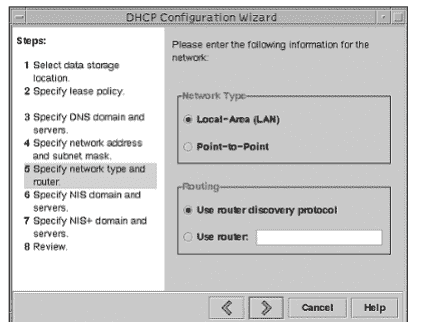 DHCP Configuration Wizard
Steps:
1 Select data storage
location.
2 Specify lease policy.
3 Specify DNS domain and
servers.
4 Specify network address
and subnet mask.
5 Specify network type and
router.
6 Specify NIS domain and
servers.
7 Specify NIS+ domain and
servers.
8 Review.
Please enter the following information for the
network:
Network Type
Local-Area (LAN)
Point-to-Point
Routing
Use router discovery protocol
Use router:
Cancel
Help